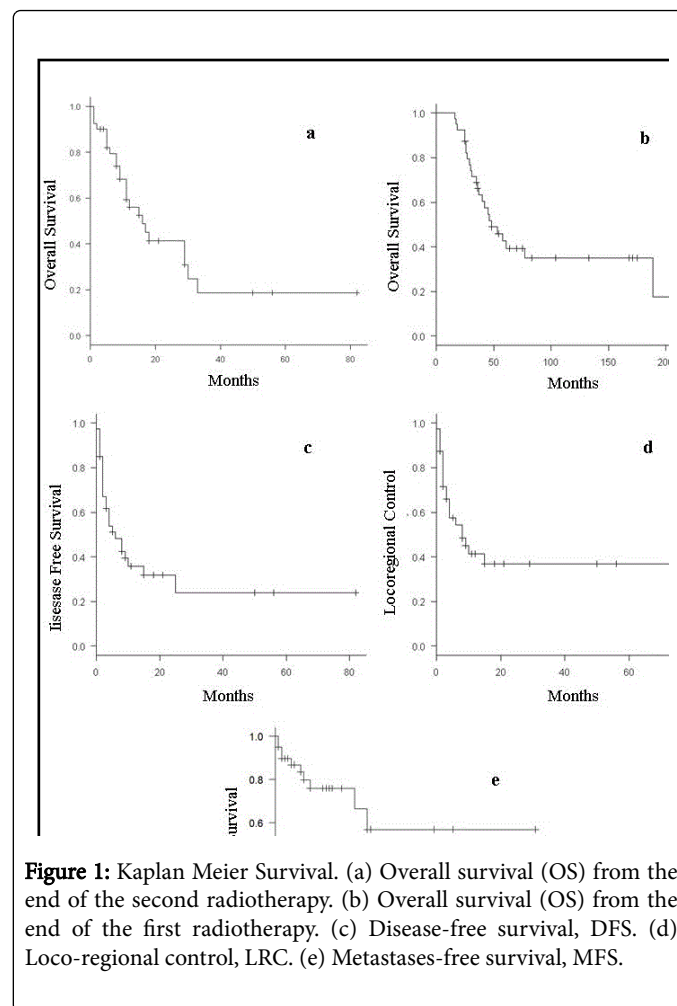 1.0
0.8
0.6
0.4
0.2
0.0
Overall Survival
a
0 20 40 60 80
Months
1.0
0.8
0.6
0.4
0.2
0.0
Overall Survival
b
0 50 100 150 200
Months
1.0
0.8
0.6
0.4
0.2
0.0
Iisesase Free Survival
c
0 20 40 60 80
Months
1.0
0.8
0.6
0.4
0.2
0.0
Locoregional Control
d
0 20 40 60
Months
1.0
0.8
0.6
urvival
e
Figure 1: Kaplan Meier Survival. (a) Overall survival (OS) from the
end of the second radiotherapy. (b) Overall survival (OS) from the
end of the first radiotherapy. (c) Disease-free survival, DFS. (d)
Loco-regional control, LRC. (e) Metastases-free survival, MFS.